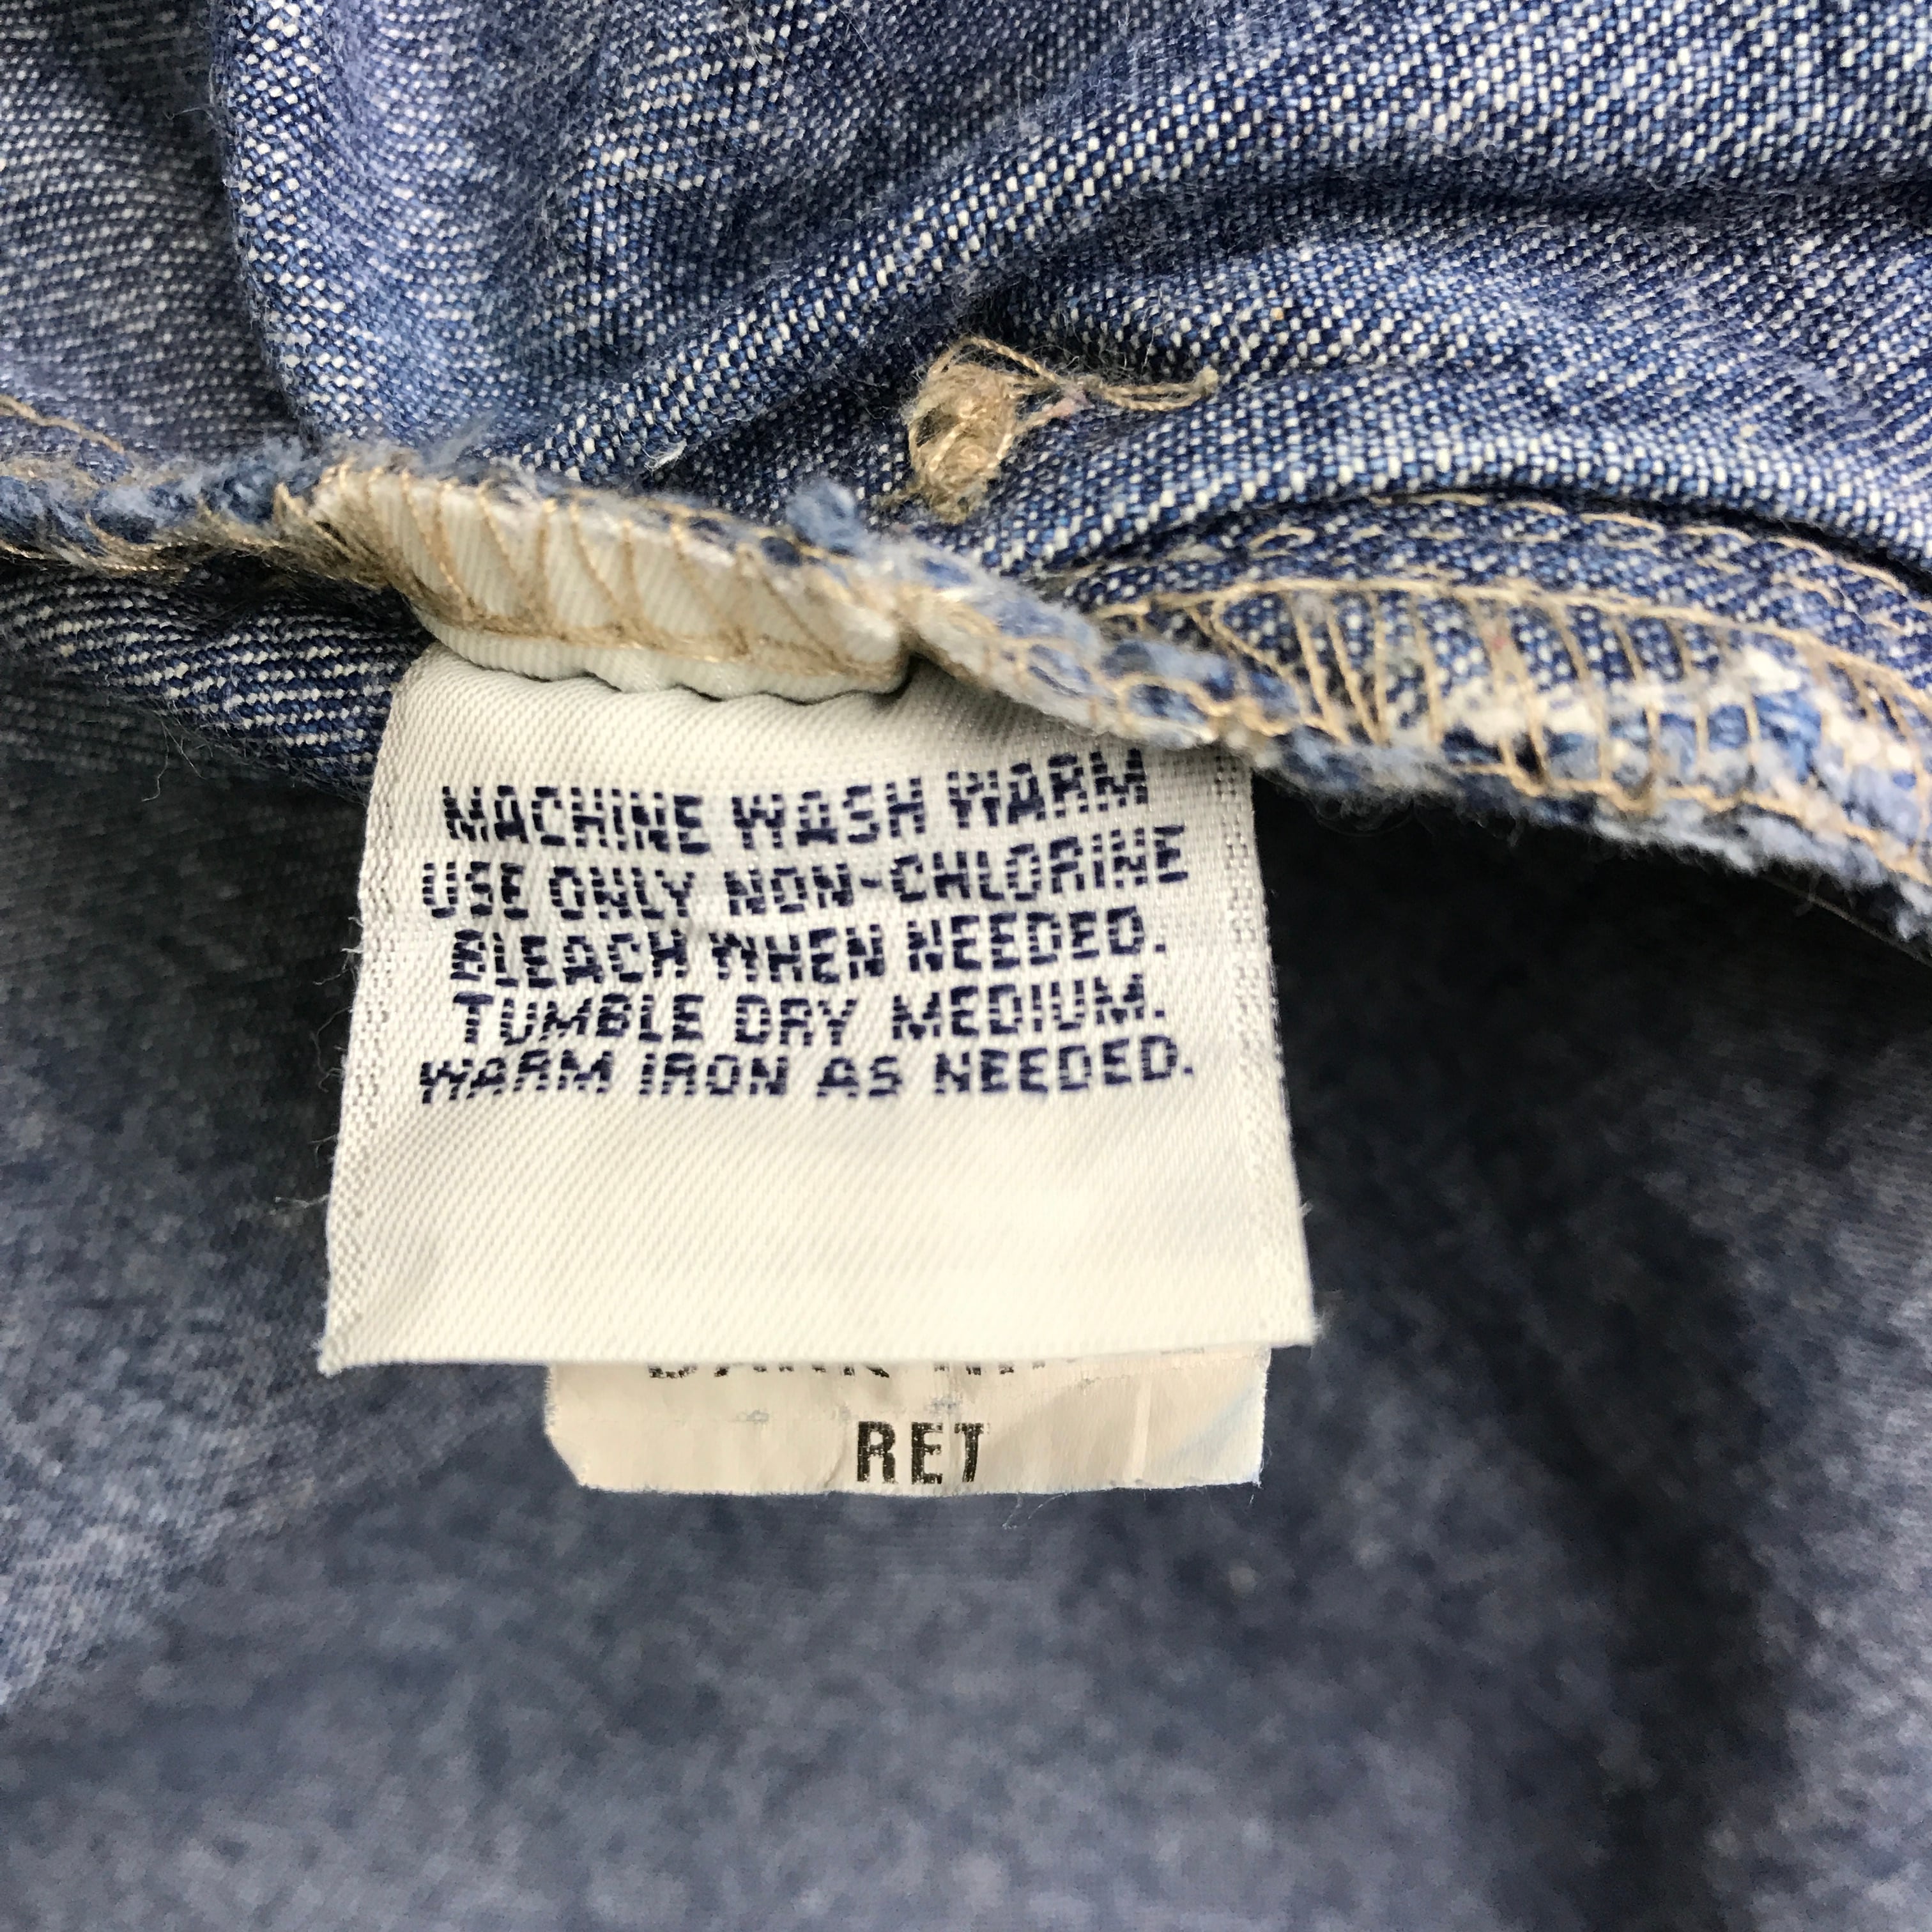 MACHINE WASH WARM
USE ONLY NON-CHLORINE
BLEACH WHEN NEEDED.
TUMBLE DRY MEDIUM.
WARM IRON AS NEEDED.
RET